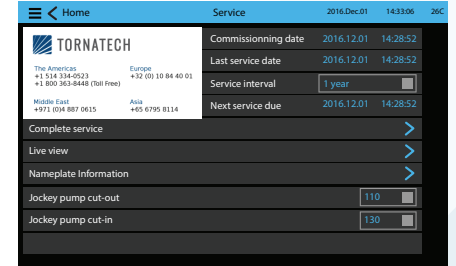 Home Service 2016.Dec.01 14:33:06 26C
TORNATECH
The Americas
+1 514 334-0523
+1 800 363-8448 (Toll Free)
Europe
+32 (0) 10 84 40 01
Middle East
+971 (0)4 887 0615
Asia
+65 6795 8114
Commissionning date 2016.12.01 14:28:52
Last service date 2016.12.01 14:28:52
Service interval 1 year
Next service due 2016.12.01 14:28:52
Complete service
Live view
Nameplate Information
Jockey pump cut-out 110
Jockey pump cut-in 130